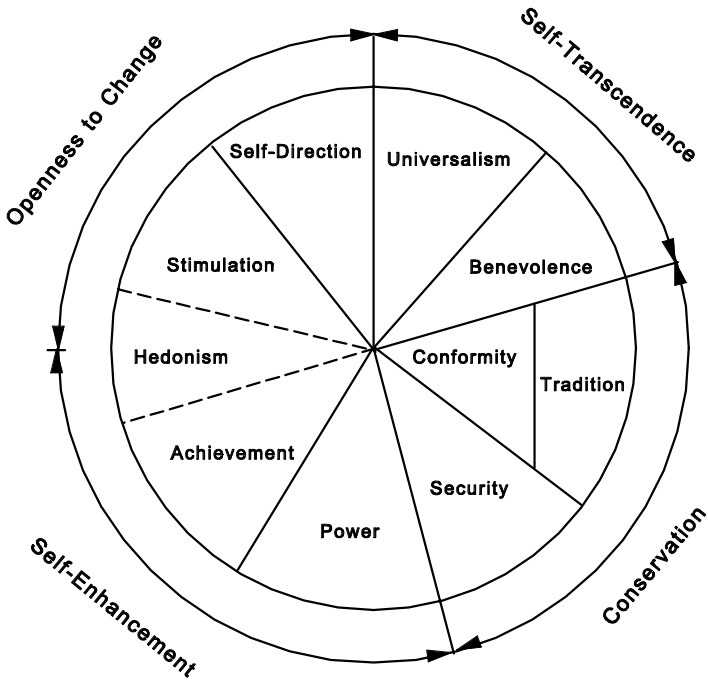 Openness to Change
Self-Transcendence
Self-Direction
Universalism
Stimulation
Benevolence
Hedonism
Conformity
Tradition
Achievement
Security
Power
Self-Enhancement
Conservation